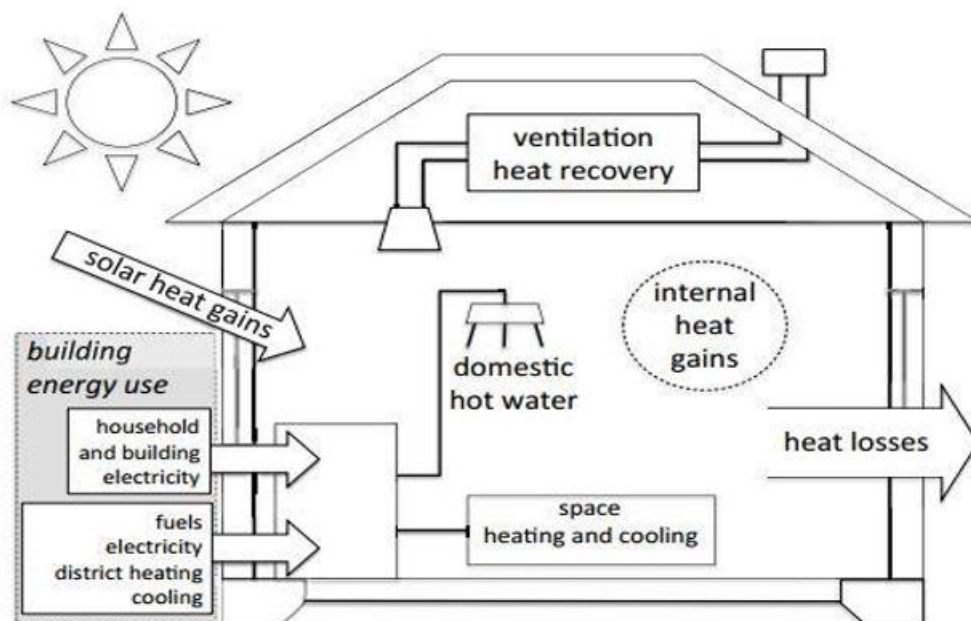 ventilation
heat recovery
solar heat gains
internal
heat
gains
building
energy use
domestic
hot water
household
and building
electricity
heat losses
fuels
electricity
district heating
cooling
space
heating and cooling